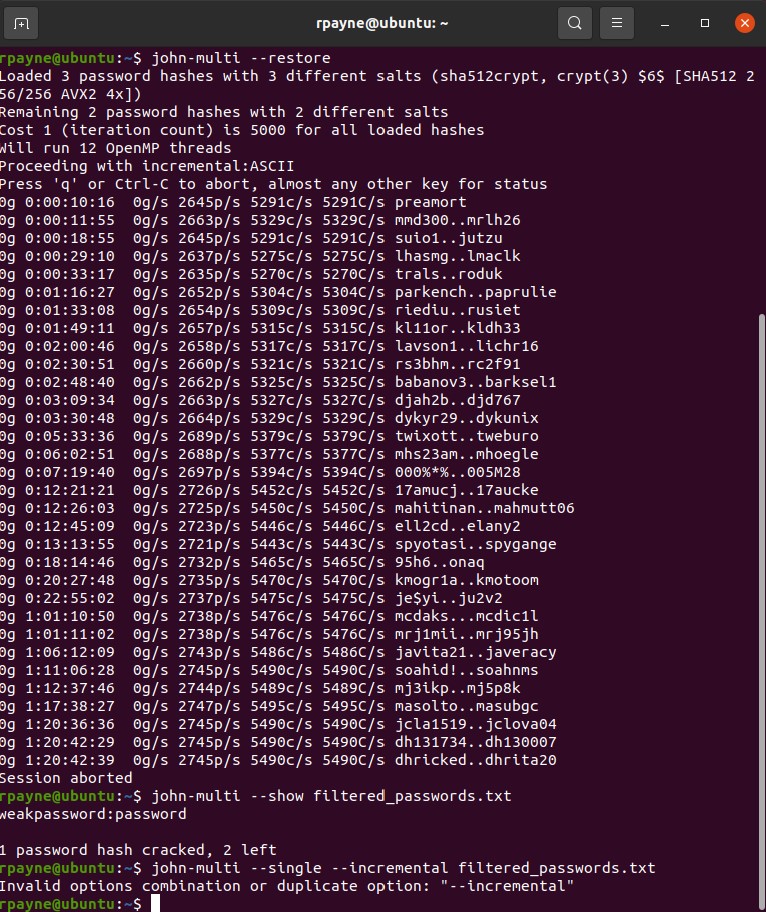 rpayne@ubuntu: ~
rpayne@ubuntu:~$ john-multi --restore
Loaded 3 password hashes with 3 different salts (sha512crypt, crypt(3) $6$ [SHA512 2
56/256 AVX2 4x])
Remaining 2 password hashes with 2 different salts
Cost 1 (iteration count) is 5000 for all loaded hashes
Will run 12 OpenMP threads
Proceeding with incremental:ASCII
Press 'q' or Ctrl-C to abort, almost any other key for status
0g 0:00:10:16  0g/s 2645p/s 5291c/s 5291C/s preamort
0g 0:00:11:55  0g/s 2663p/s 5329c/s 5329C/s mmd300..mrlh26
0g 0:00:18:55  0g/s 2645p/s 5291c/s 5291C/s suio1..jutzu
0g 0:00:29:10  0g/s 2637p/s 5275c/s 5275C/s lhasmg..lmaclk
0g 0:00:33:17  0g/s 2635p/s 5270c/s 5270C/s trals..roduk
0g 0:01:16:27  0g/s 2652p/s 5304c/s 5304C/s parkench..paprulie
0g 0:01:33:08  0g/s 2654p/s 5309c/s 5309C/s riediu..rusiet
0g 0:01:49:11  0g/s 2657p/s 5315c/s 5315C/s kl11or..kldh33
0g 0:02:00:46  0g/s 2658p/s 5317c/s 5317C/s lavson1..lichr16
0g 0:02:30:51  0g/s 2660p/s 5321c/s 5321C/s rs3bhm..rc2f91
0g 0:02:48:40  0g/s 2662p/s 5325c/s 5325C/s babanov3..barksel1
0g 0:03:09:34  0g/s 2663p/s 5327c/s 5327C/s djah2b..djd767
0g 0:03:30:48  0g/s 2664p/s 5329c/s 5329C/s dykyr29..dykunix
0g 0:05:33:36  0g/s 2689p/s 5379c/s 5379C/s twixott..tweburo
0g 0:06:02:51  0g/s 2688p/s 5377c/s 5377C/s mhs23am..mhoegle
0g 0:07:19:40  0g/s 2697p/s 5394c/s 5394C/s 000%*%..005M28
0g 0:12:21:21  0g/s 2726p/s 5452c/s 5452C/s 17amucj..17aucke
0g 0:12:26:03  0g/s 2725p/s 5450c/s 5450C/s mahitinan..mahmutt06
0g 0:12:45:09  0g/s 2723p/s 5446c/s 5446C/s ell2cd..elany2
0g 0:13:13:55  0g/s 2721p/s 5443c/s 5443C/s spyotasi..spygange
0g 0:18:14:46  0g/s 2732p/s 5465c/s 5465C/s 95h6..onaq
0g 0:20:27:48  0g/s 2735p/s 5470c/s 5470C/s kmogr1a..kmotoom
0g 0:22:55:02  0g/s 2737p/s 5475c/s 5475C/s je$yi..ju2v2
0g 1:01:10:50  0g/s 2738p/s 5476c/s 5476C/s mcdaks...mcdic1l
0g 1:01:11:02  0g/s 2738p/s 5476c/s 5476C/s mrj1mii..mrj95jh
0g 1:06:12:09  0g/s 2743p/s 5486c/s 5486C/s javita21..javeracy
0g 1:11:06:28  0g/s 2745p/s 5490c/s 5490C/s soahid!..soahnms
0g 1:12:37:46  0g/s 2744p/s 5489c/s 5489C/s mj3ikp..mj5p8k
0g 1:17:38:27  0g/s 2747p/s 5495c/s 5495C/s masolto..masubgc
0g 1:20:36:36  0g/s 2745p/s 5490c/s 5490C/s jcla1519..jclova04
0g 1:20:42:29  0g/s 2745p/s 5490c/s 5490C/s dh131734..dh130007
0g 1:20:42:39  0g/s 2745p/s 5490c/s 5490C/s dhricked..dhrita20
Session aborted
rpayne@ubuntu:~$ john-multi --show filtered_passwords.txt
weakpassword:password

1 password hash cracked, 2 left
rpayne@ubuntu:~$ john-multi --single --incremental filtered_passwords.txt
Invalid options combination or duplicate option: "--incremental"
rpayne@ubuntu:~$